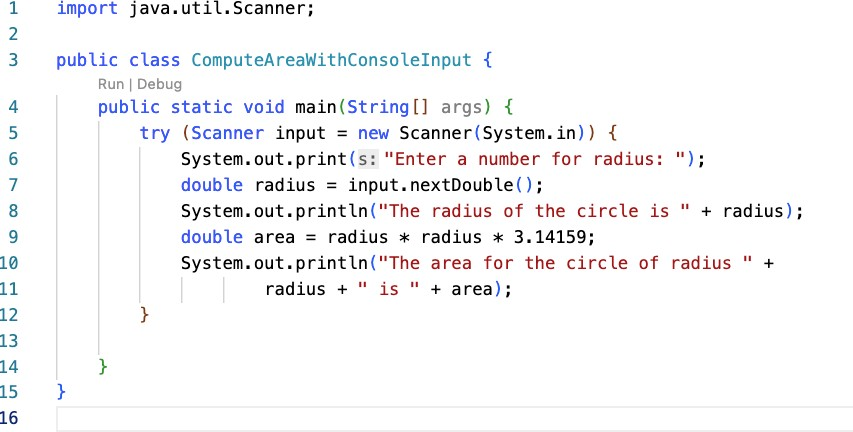 1 import java.util.Scanner;
2
3 public class ComputeAreaWithConsoleInput {
Run | Debug
4 public static void main(String[] args) {
5 try (Scanner input = new Scanner(System.in)) {
6 System.out.print(s: "Enter a number for radius: ");
7 double radius = input.nextDouble();
8 System.out.println("The radius of the circle is " + radius);
9 double area = radius * radius * 3.14159;
10 System.out.println("The area for the circle of radius " +
11 radius + " is " + area);
12 }
13
14 }
15 }
16